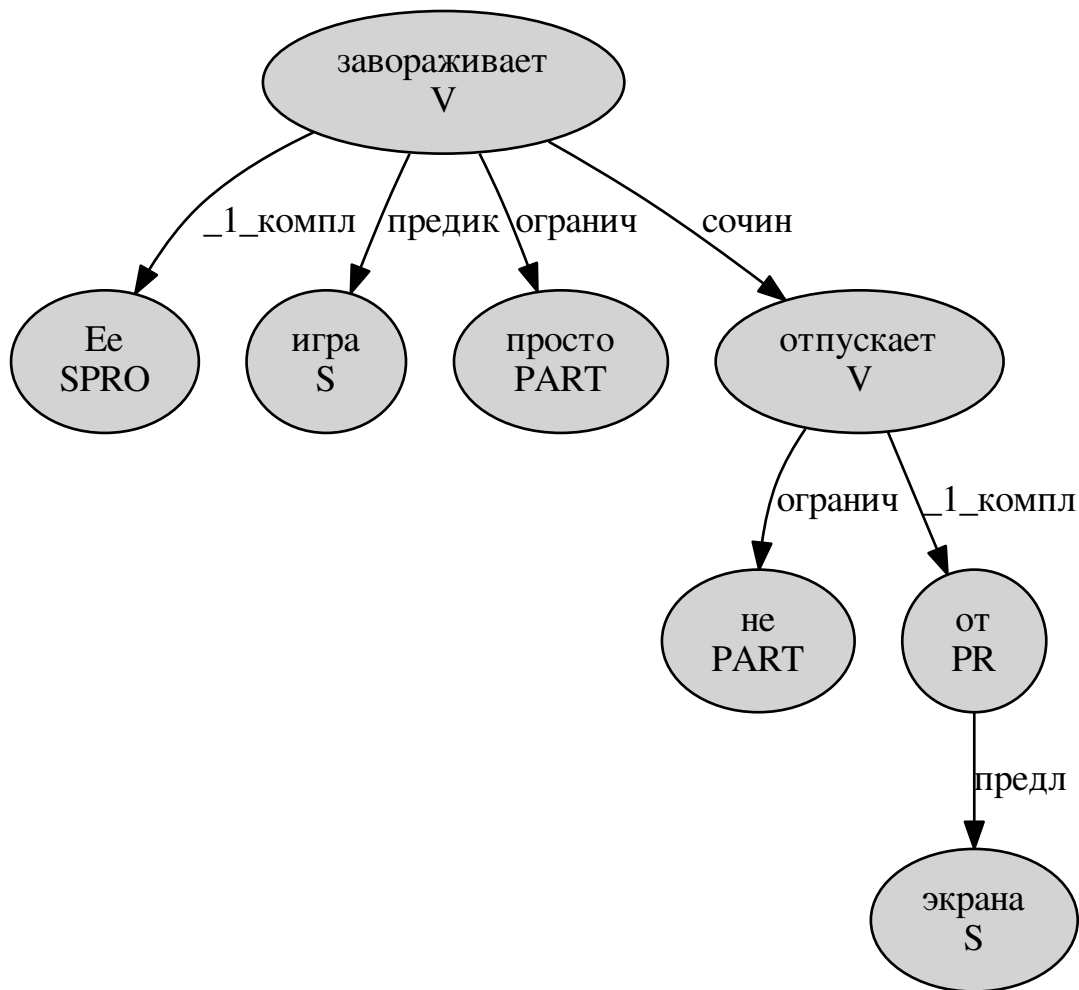 завораживает
V
_1_компл
предик
огранич
сочин
Ее
SPRO
игра
S
просто
PART
отпускает
V
огранич
_1_компл
не
PART
от
PR
предл
экрана
S